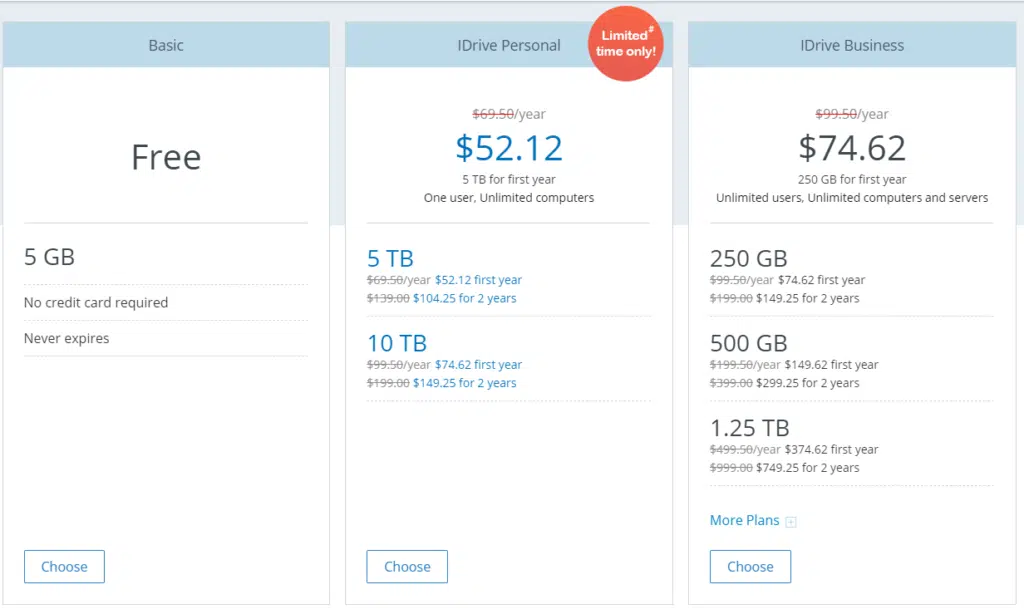 Basic
Free
5 GB
No credit card required
Never expires
Choose
IDrive Personal
Limited#
time only!
$69.50/year
$52.12
5 TB for first year
One user, Unlimited computers
5 TB
$69.50/year $52.12 first year
$139.00 $104.25 for 2 years
10 TB
$99.50/year $74.62 first year
$199.00 $149.25 for 2 years
Choose
IDrive Business
$99.50/year
$74.62
250 GB for first year
Unlimited users, Unlimited computers and servers
250 GB
$99.50/year $74.62 first year
$199.00 $149.25 for 2 years
500 GB
$199.50/year $149.62 first year
$399.00 $299.25 for 2 years
1.25 TB
$499.50/year $374.62 first year
$999.00 $749.25 for 2 years
More Plans
Choose